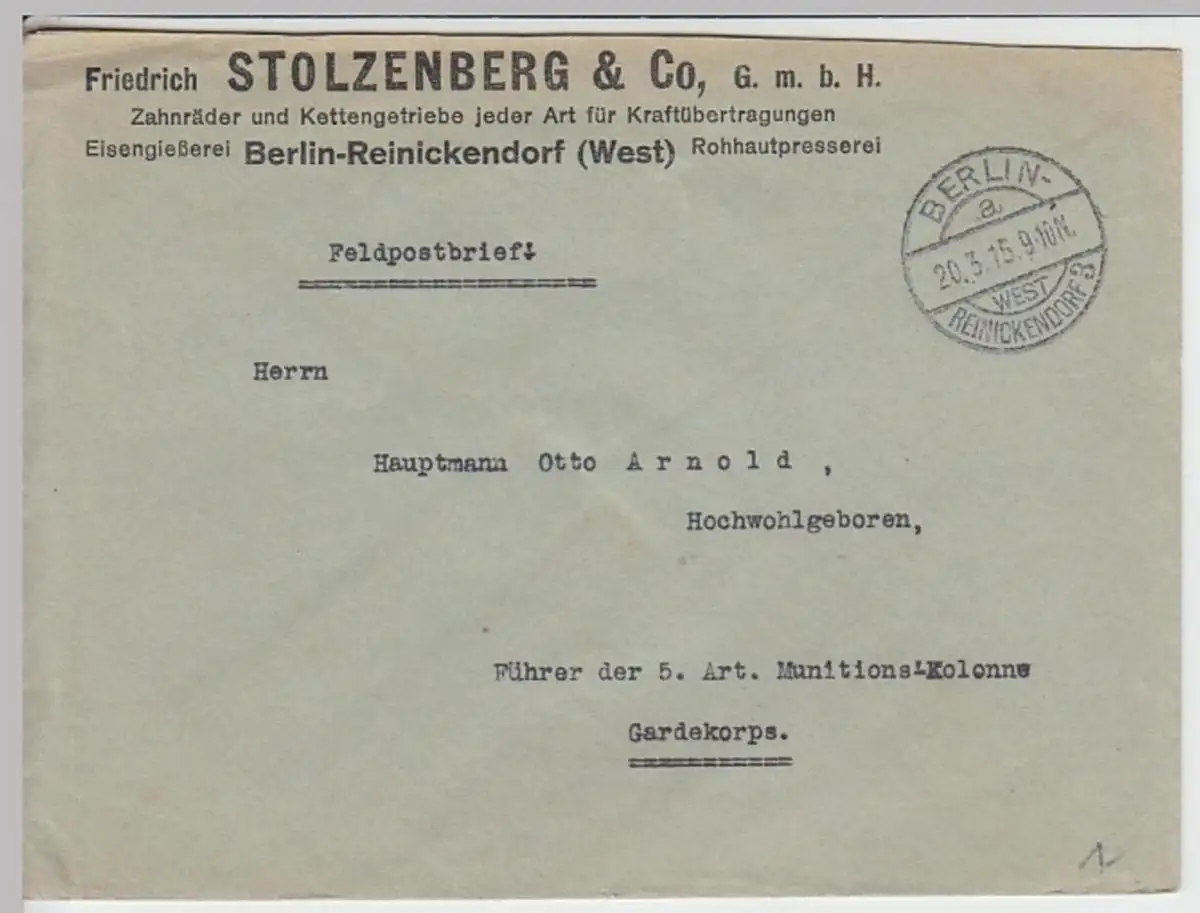 Friedrich STOLZENBERG & Co, G. m. b. H.
Zahnräder und Kettengetriebe jeder Art für Kraftübertragungen
Eisengießerei Berlin-Reinickendorf (West) Rohhautpresserei
BERLIN-
a
20.3.15.9-10N.
WEST
REINICKENDORF 3
Feldpostbrief!
Herrn
Hauptmann Otto Arnold,
Hochwohlgeboren,
Führer der 5. Art. Munitions-Kolonne
Gardekorps.
1